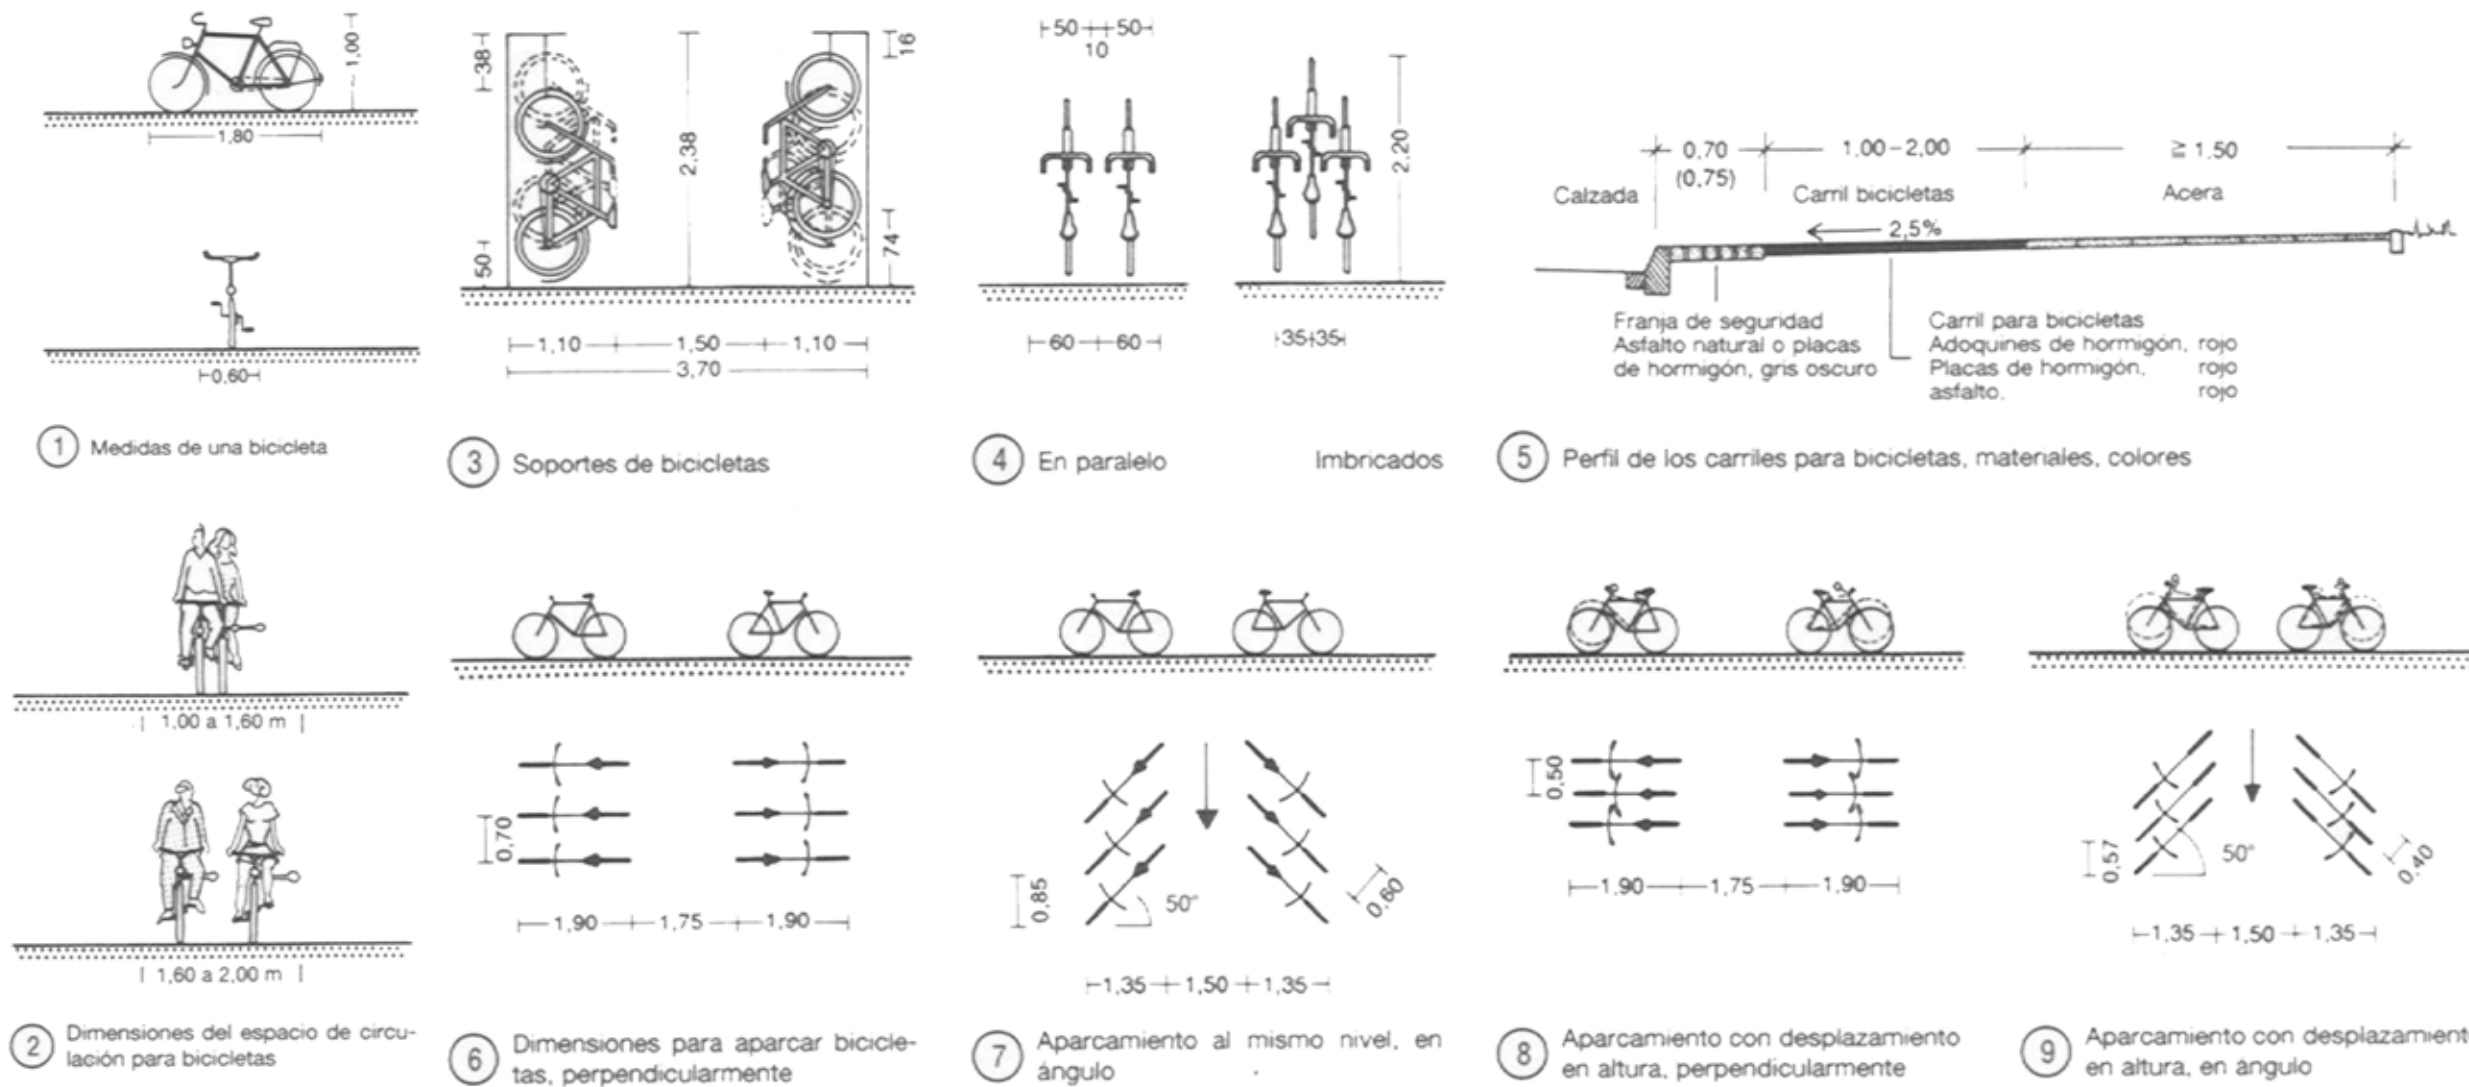 1,00
1,80
0,60
1 Medidas de una bicicleta
38
2,38
16
50
74
1,10 1,50 1,10
3,70
3 Soportes de bicicletas
50 50
10
2,20
60 60
35 35
4 En paralelo Imbricados
0,70 1,00-2,00 ≧ 1,50
(0,75)
Calzada Carril bicicletas Acera
2,5%
Franja de seguridad
Asfalto natural o placas
de hormigón, gris oscuro
Carril para bicicletas
Adoquines de hormigón, rojo
Placas de hormigón, rojo
asfalto, rojo
5 Perfil de los carriles para bicicletas, materiales, colores
1,00 a 1,60 m
1,60 a 2,00 m
2 Dimensiones del espacio de circu-
lación para bicicletas
0,70
1,90 1,75 1,90
6 Dimensiones para aparcar bicicle-
tas, perpendicularmente
0,85
50°
0,60
1,35 1,50 1,35
7 Aparcamiento al mismo nivel, en
ángulo
0,50
1,90 1,75 1,90
8 Aparcamiento con desplazamiento
en altura, perpendicularmente
0,57
50°
0,40
1,35 1,50 1,35
9 Aparcamiento con desplazamient
en altura, en ángulo